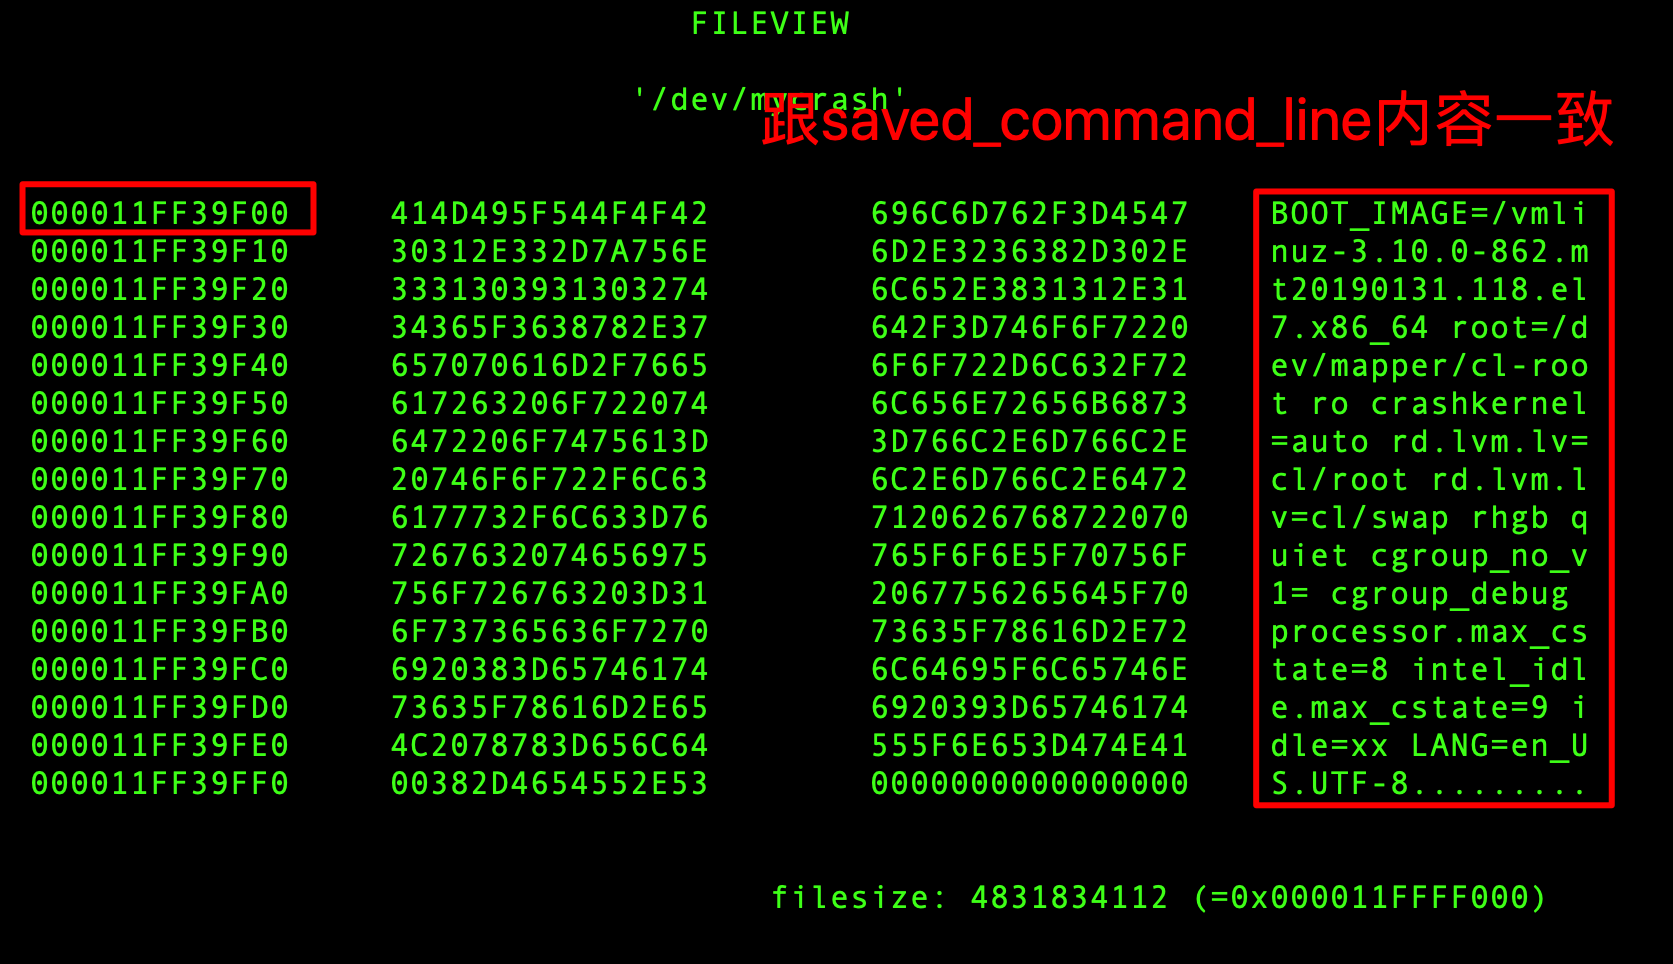 FILEVIEW
'/dev/mycrash'
跟saved_command_line内容一致
000011FF39F00 414D495F544F4F42 696C6D762F3D4547 BOOT_IMAGE=/vmli
000011FF39F10 30312E332D7A756E 6D2E3236382D302E nuz-3.10.0-862.m
000011FF39F20 3331303931303274 6C652E3831312E31 t20190131.118.el
000011FF39F30 34365F3638782E37 642F3D746F6F7220 7.x86_64 root=/d
000011FF39F40 657070616D2F7665 6F6F722D6C632F72 ev/mapper/cl-roo
000011FF39F50 617263206F722074 6C656E72656B6873 t ro crashkernel
000011FF39F60 6472206F7475613D 3D766C2E6D766C2E =auto rd.lvm.lv=
000011FF39F70 20746F6F722F6C63 6C2E6D766C2E6472 cl/root rd.lvm.l
000011FF39F80 6177732F6C633D76 7120626768722070 v=cl/swap rhgb q
000011FF39F90 7267632074656975 765F6F6E5F70756F uiet cgroup_no_v
000011FF39FA0 756F726763203D31 2067756265645F70 1= cgroup_debug
000011FF39FB0 6F737365636F7270 73635F78616D2E72 processor.max_cs
000011FF39FC0 6920383D65746174 6C64695F6C65746E tate=8 intel_idl
000011FF39FD0 73635F78616D2E65 6920393D65746174 e.max_cstate=9 i
000011FF39FE0 4C2078783D656C64 555F6E653D474E41 dle=xx LANG=en_U
000011FF39FF0 00382D4654552E53 0000000000000000 S.UTF-8.........
filesize: 4831834112 (=0x000011FFFF000)